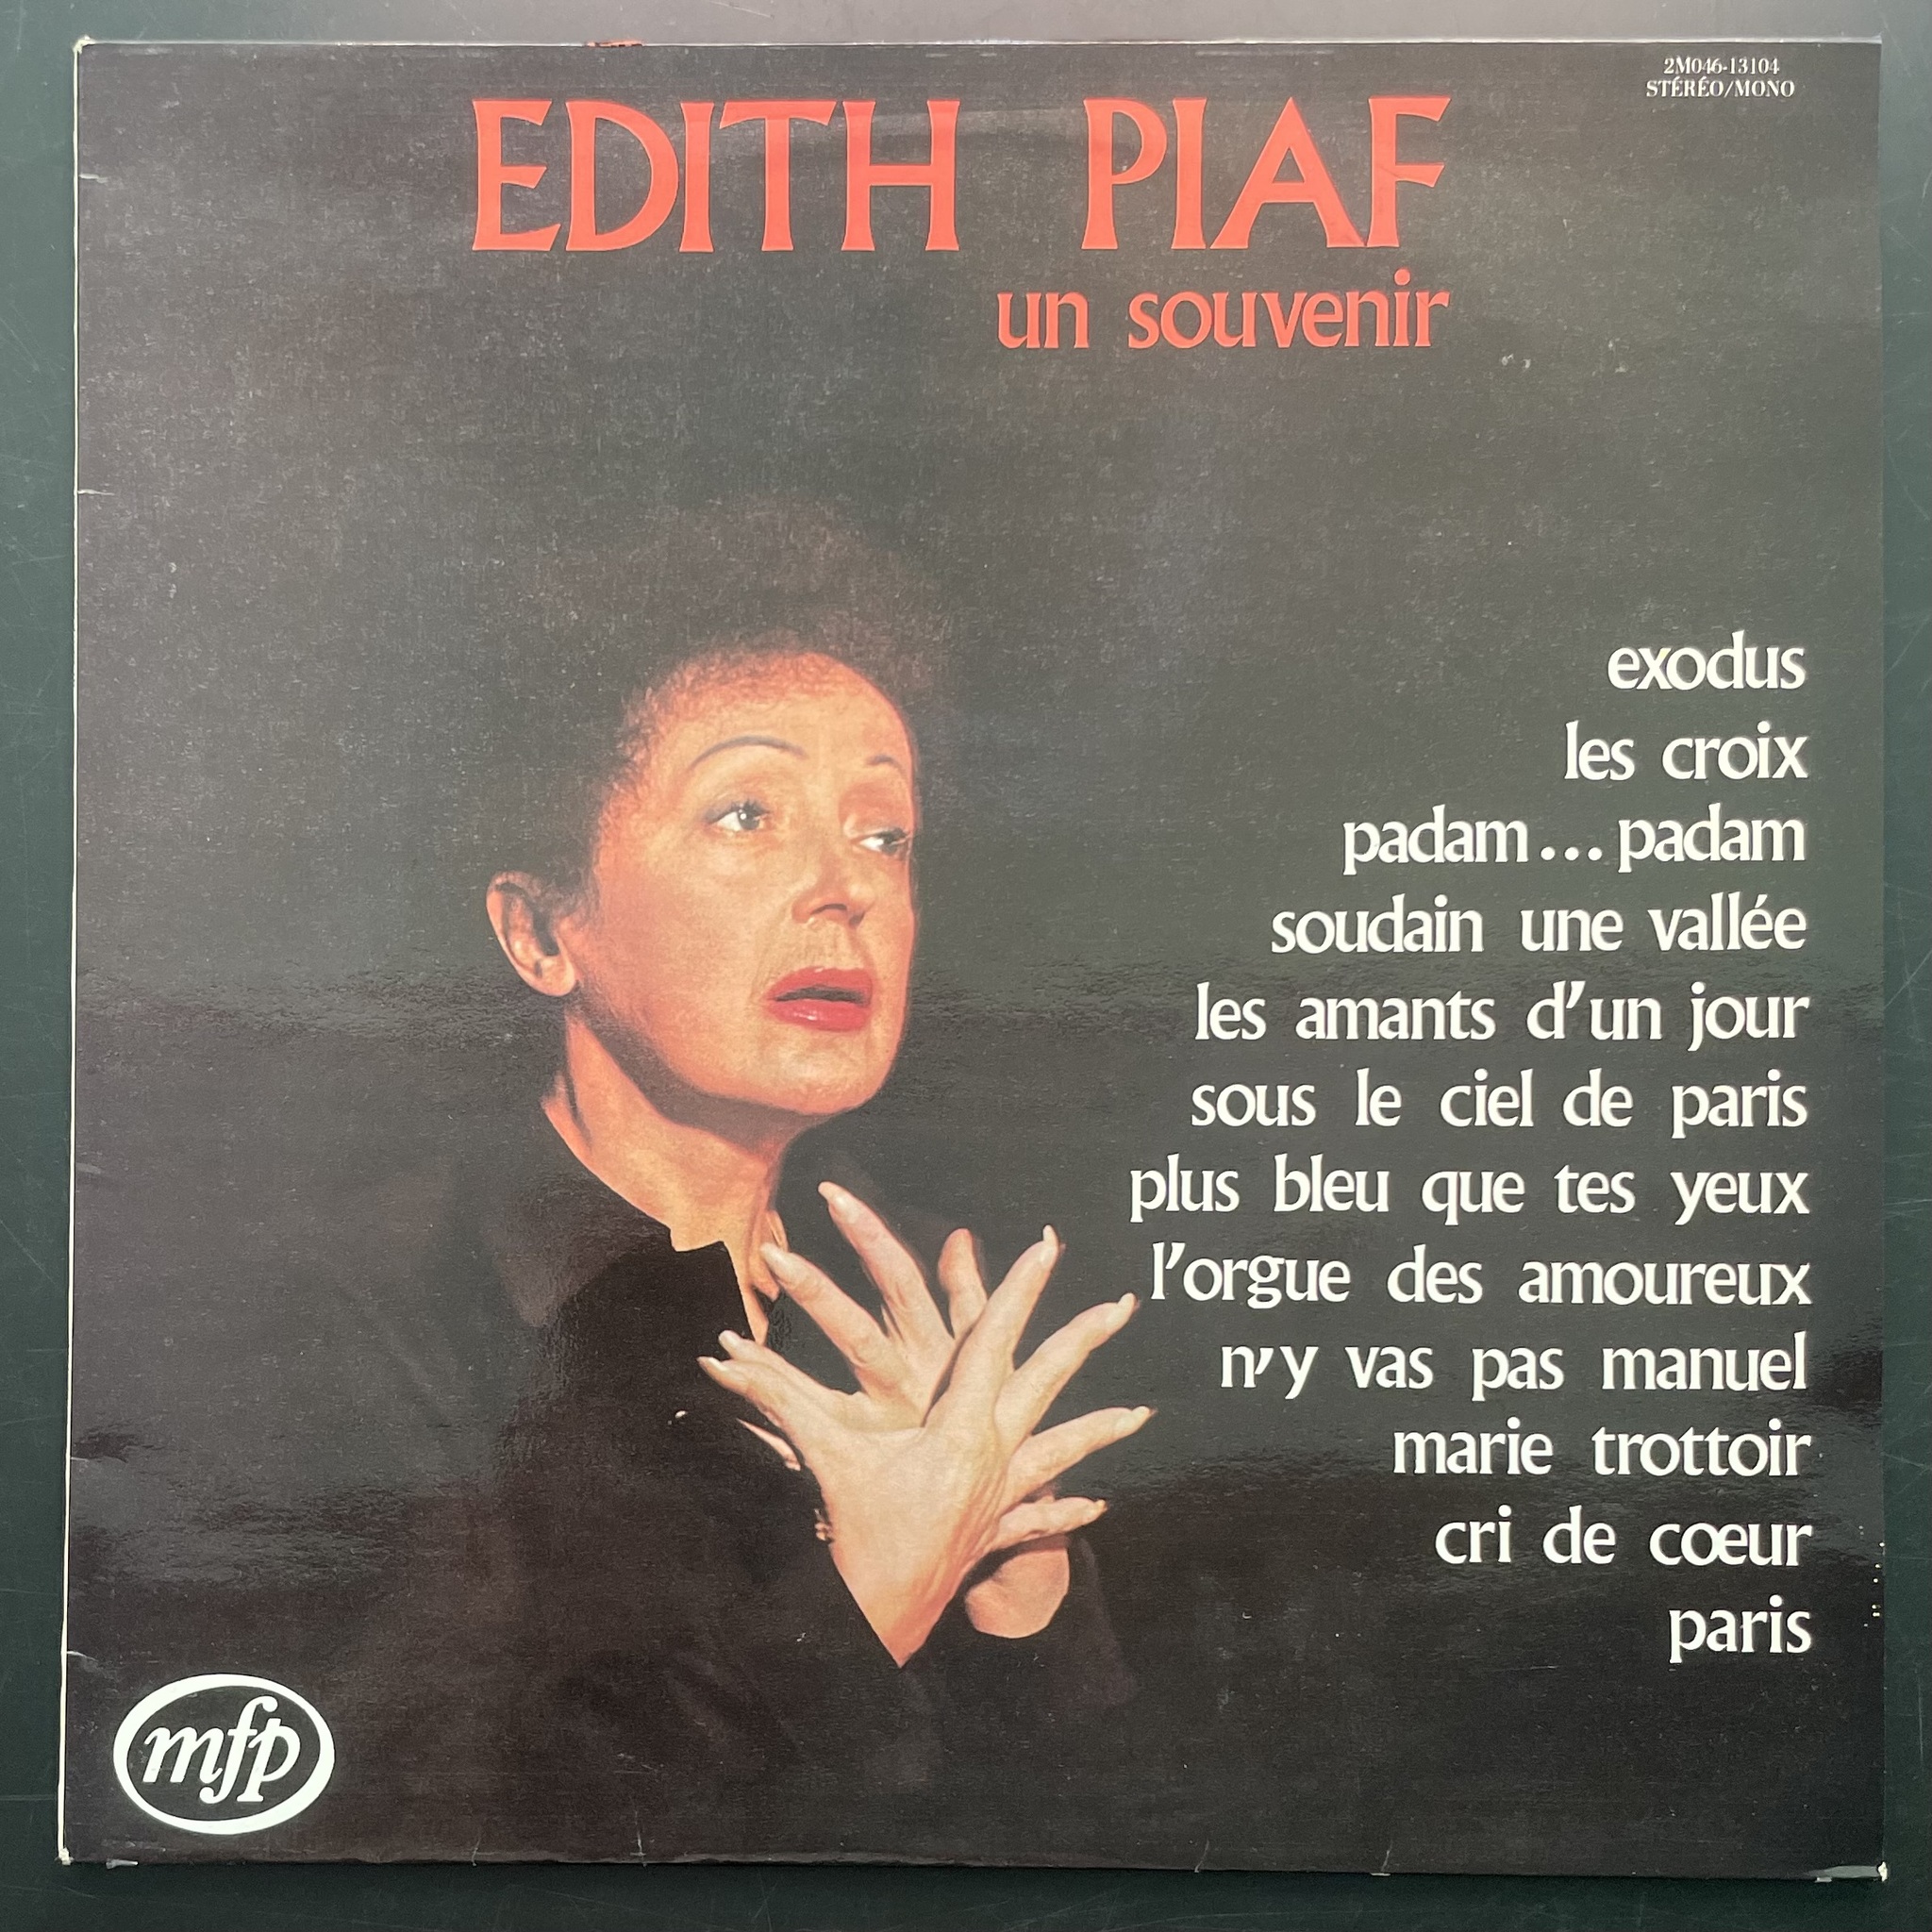 2M046-13104
STÉRÉO/MONO
EDITH PIAF
un souvenir
exodus
les croix
padam...padam
soudain une vallée
les amants d'un jour
sous le ciel de paris
plus bleu que tes yeux
l'orgue des amoureux
n'y vas pas manuel
marie trottoir
cri de cœur
paris
mfp